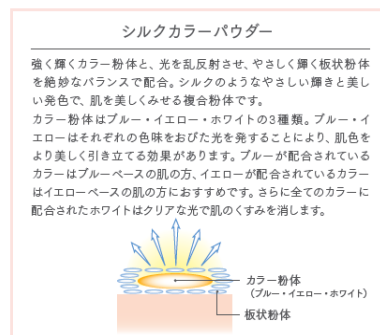 シルクカラーパウダー
強く輝くカラー粉体と、光を乱反射させ、やさしく輝く板状粉体
を絶妙なバランスで配合。シルクのようなやさしい輝きと美し
い発色で、肌を美しくみせる複合粉体です。
カラー粉体はブルー・イエロー・ホワイトの3種類。ブルー・イ
エローはそれぞれの色味をおびた光を発することにより、肌色を
より美しく引き立てる効果があります。ブルーが配合されている
カラーはブルーベースの肌の方、イエローが配合されているカラー
はイエローベースの肌の方におすすめです。さらに全てのカラーに
配合されたホワイトはクリアな光で肌のくすみを消します。
カラー粉体
（ブルー・イエロー・ホワイト）
板状粉体